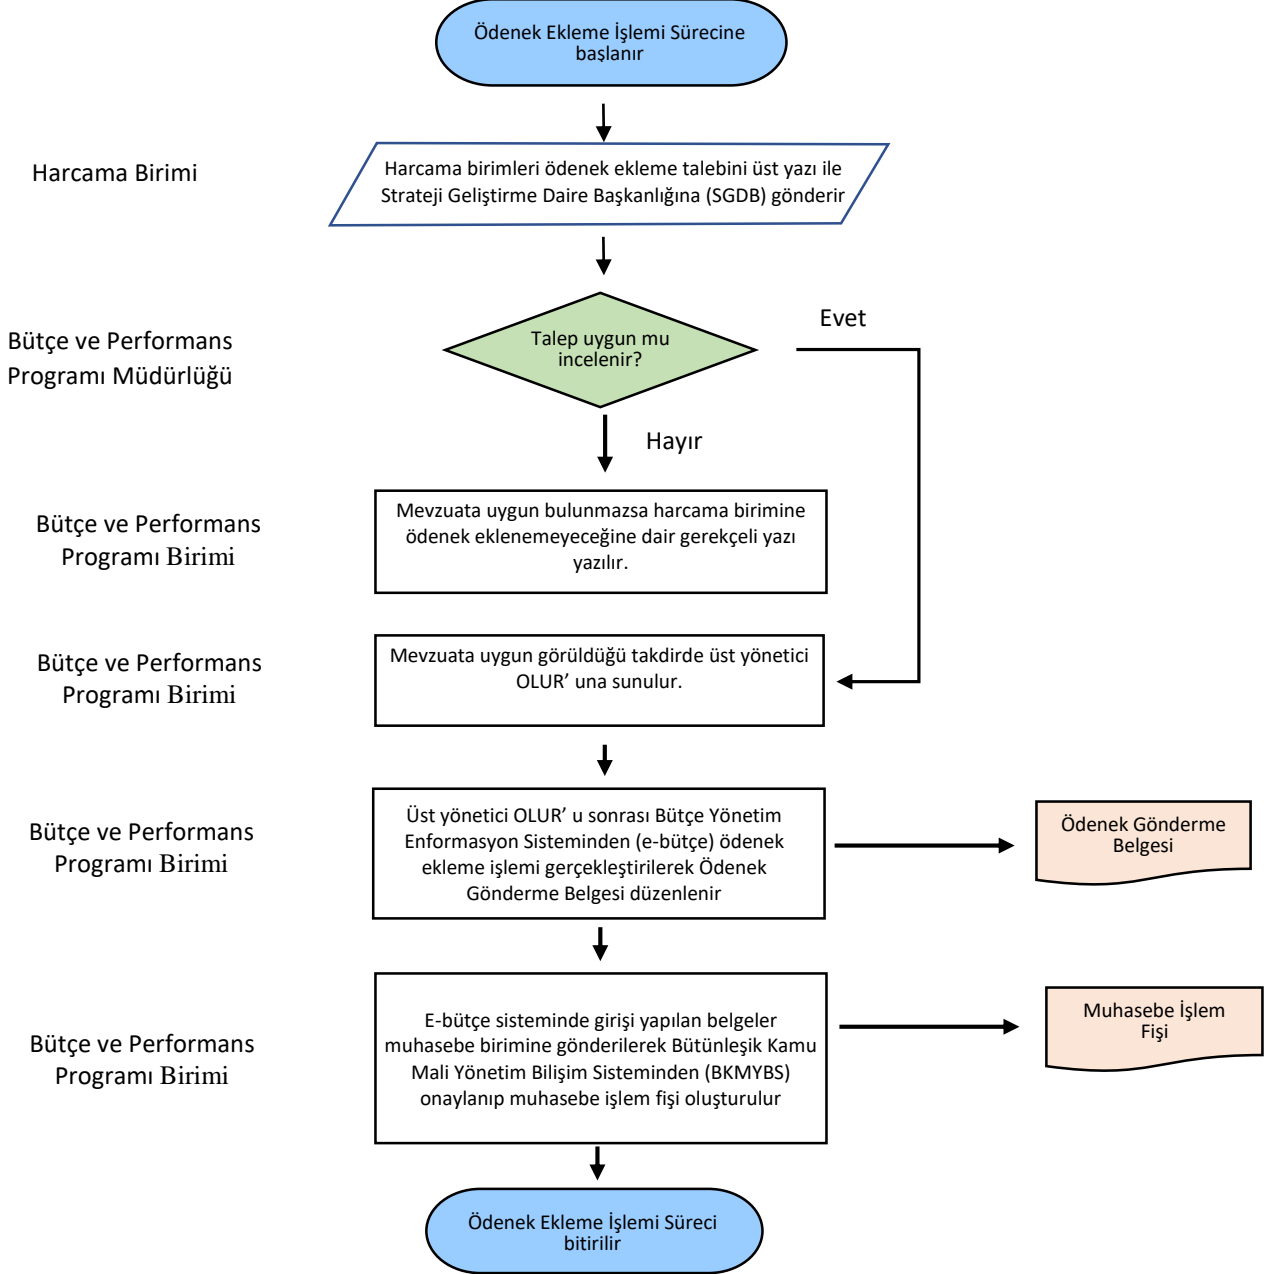 Ödenek Ekleme İşlemi Sürecine
başlanır
Harcama Birimi
Harcama birimleri ödenek ekleme talebini üst yazı ile
Strateji Geliştirme Daire Başkanlığına (SGDB) gönderir
Evet
Bütçe ve Performans
Programı Müdürlüğü
Talep uygun mu
incelenir?
Hayır
Bütçe ve Performans
Programı Birimi
Mevzuata uygun bulunmazsa harcama birimine
ödenek eklenemeyeceğine dair gerekçeli yazı
yazılır.
Bütçe ve Performans
Programı Birimi
Mevzuata uygun görüldüğü takdirde üst yönetici
OLUR’ una sunulur.
Bütçe ve Performans
Programı Birimi
Üst yönetici OLUR’ u sonrası Bütçe Yönetim
Enformasyon Sisteminden (e-bütçe) ödenek
ekleme işlemi gerçekleştirilerek Ödenek
Gönderme Belgesi düzenlenir
Ödenek Gönderme
Belgesi
Bütçe ve Performans
Programı Birimi
E-bütçe sisteminde girişi yapılan belgeler
muhasebe birimine gönderilerek Bütünleşik Kamu
Mali Yönetim Bilişim Sisteminden (BKMYBS)
onaylanıp muhasebe işlem fişi oluşturulur
Muhasebe İşlem
Fişi
Ödenek Ekleme İşlemi Süreci
bitirilir